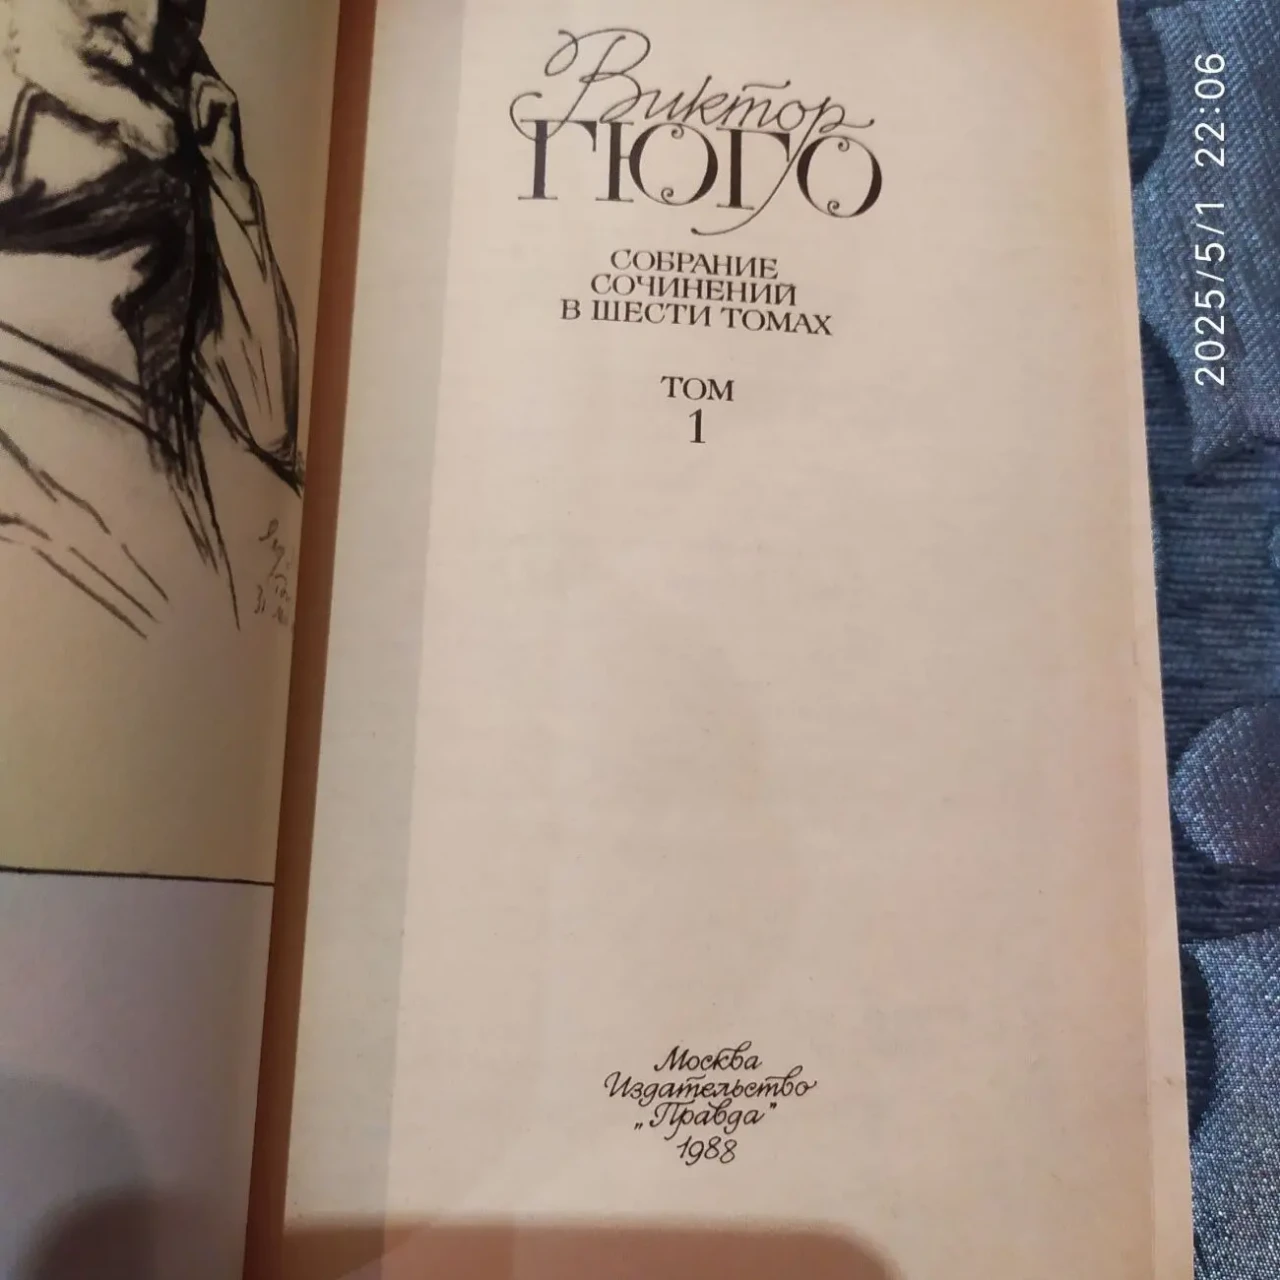 Виктор
ГЮГО
СОБРАНИЕ
СОЧИНЕНИЙ
В ШЕСТИ ТОМАХ
ТОМ
1
Москва
Издательство
„Правда"
1988
2025/5/1 22:06